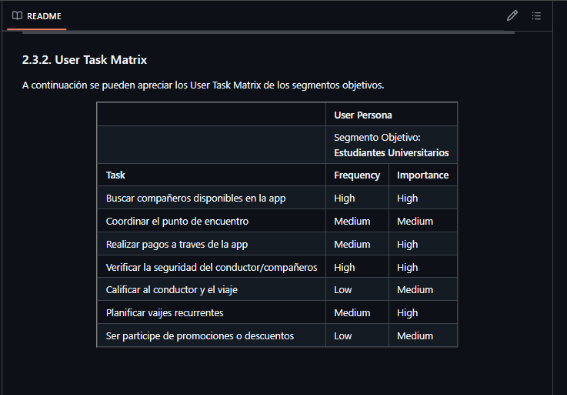 README
2.3.2. User Task Matrix
A continuación se pueden apreciar los User Task Matrix de los segmentos objetivos.
User Persona
Segmento Objetivo:
Estudiantes Universitarios
Task Frequency Importance
Buscar compañeros disponibles en la app High High
Coordinar el punto de encuentro Medium Medium
Realizar pagos a traves de la app Medium High
Verificar la seguridad del conductor/compañeros High High
Calificar al conductor y el viaje Low Medium
Planificar vaijes recurrentes Medium High
Ser participe de promociones o descuentos Low Medium